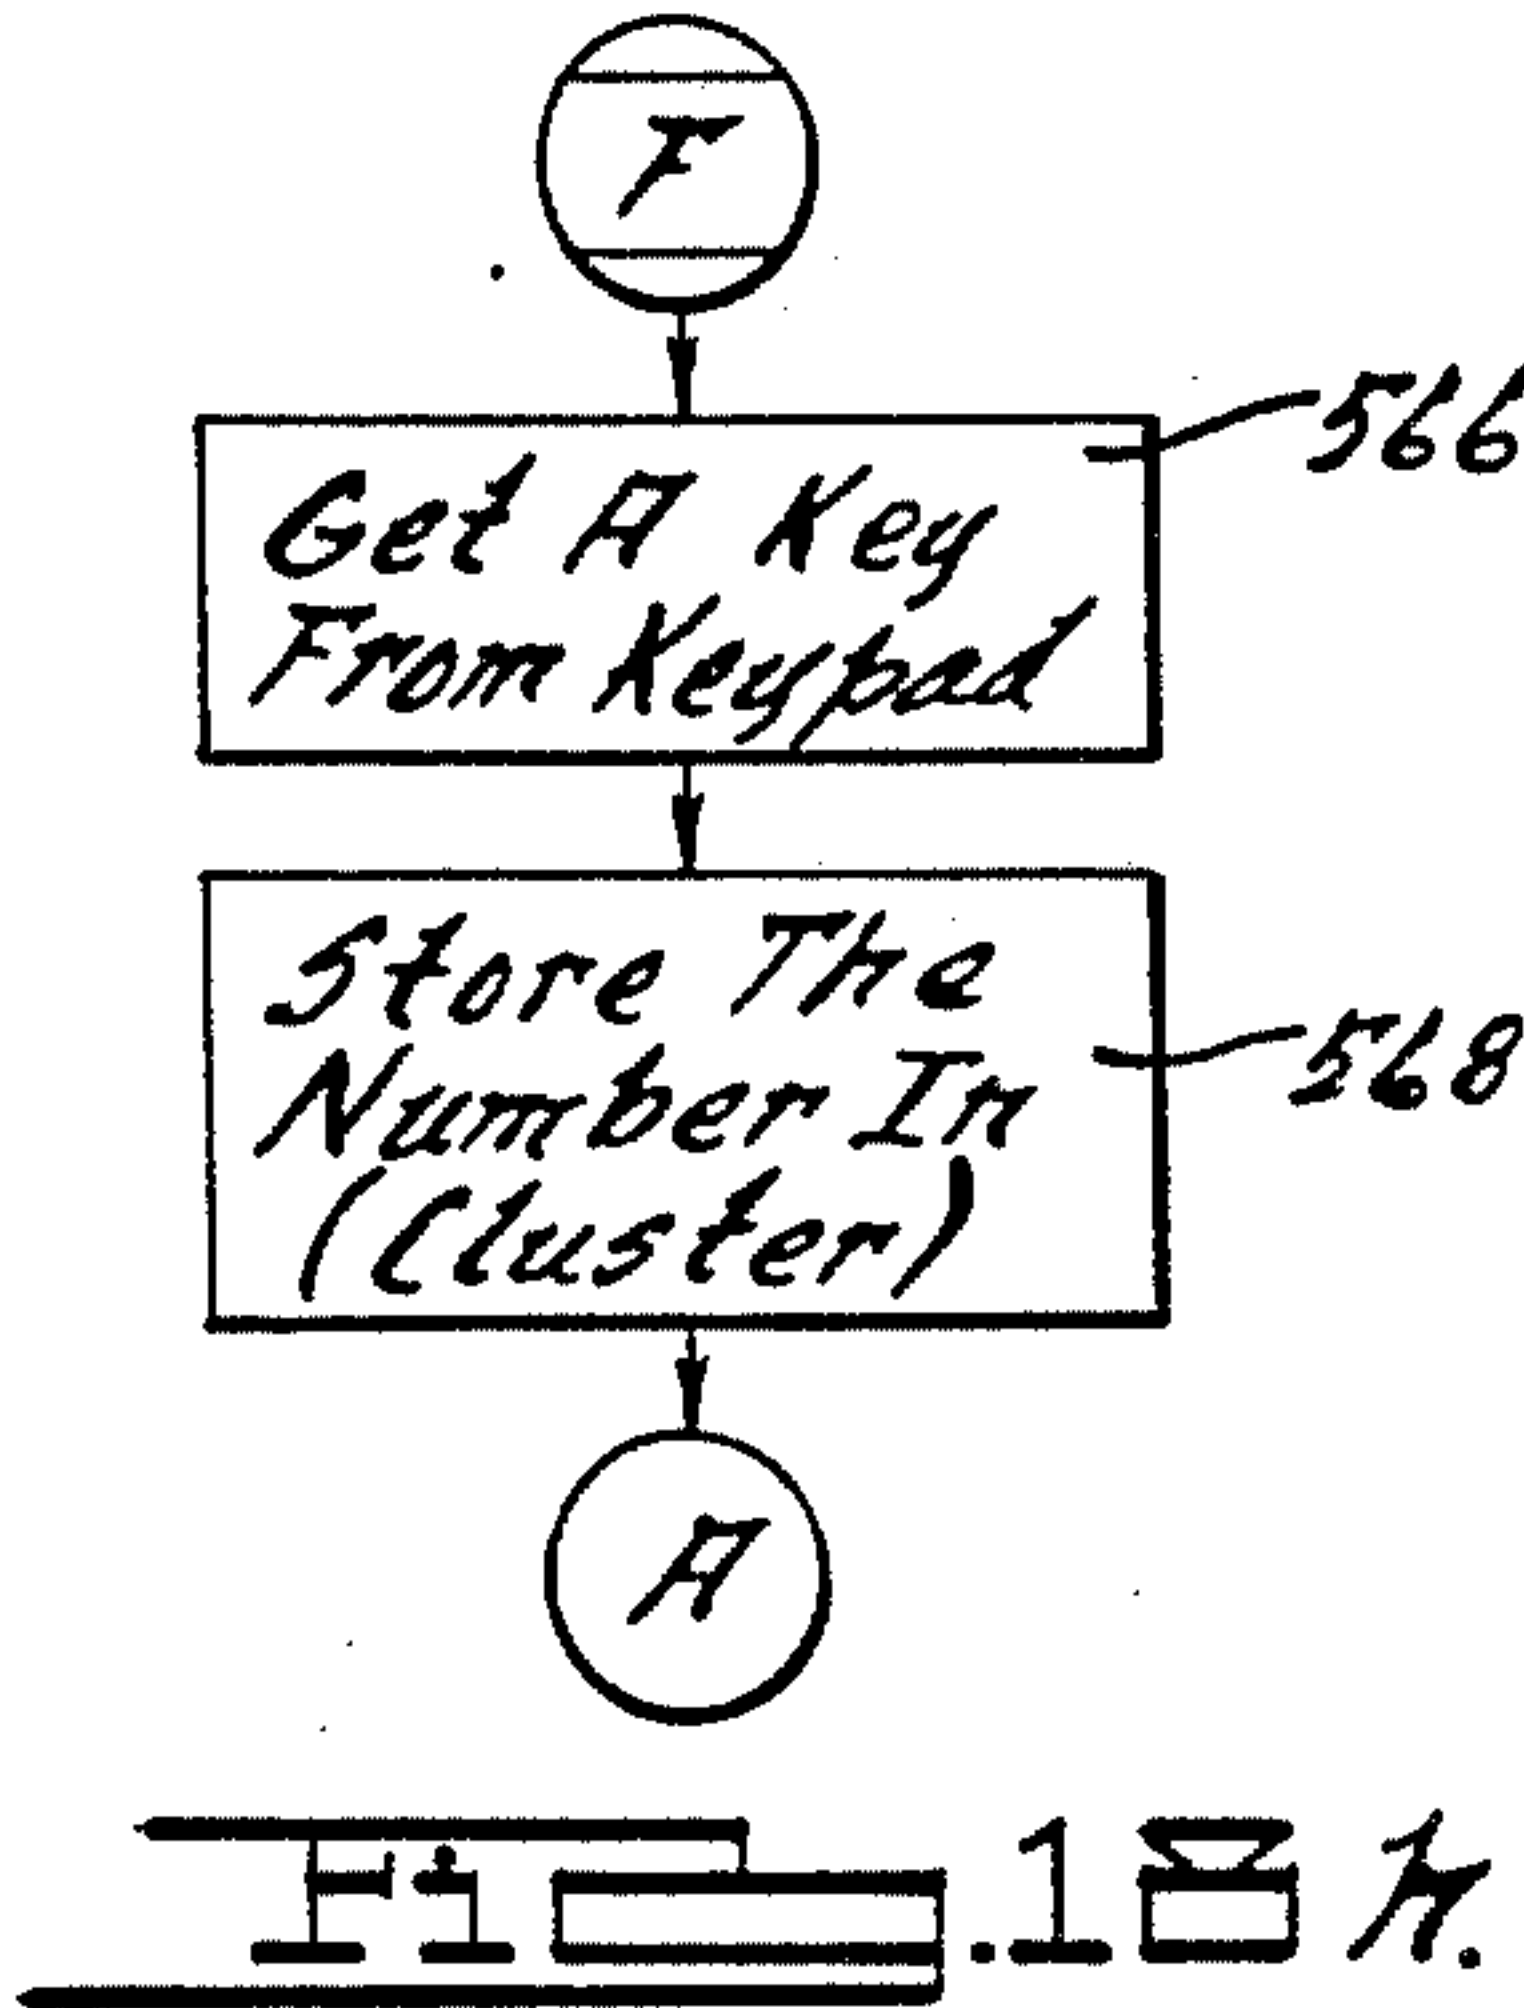 F
566
Get A Key
From Keypad
Store The
Number In
(Cluster)
568
A
Fig.18h.